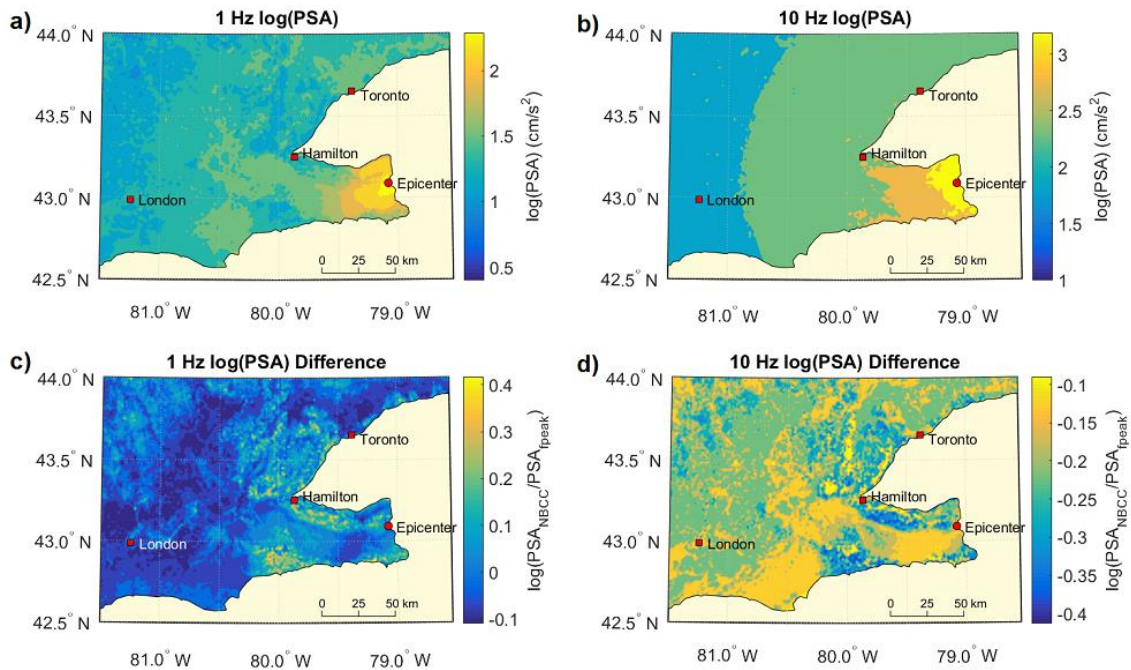 a)
1 Hz log(PSA)
44.0° N
43.5° N
43.0° N
42.5° N
81.0° W
80.0° W
79.0° W
Toronto
Hamilton
Epicenter
London
0 25 50 km
2
1.5
1
0.5
log(PSA) (cm/s²)
b)
10 Hz log(PSA)
44.0° N
43.5° N
43.0° N
42.5° N
81.0° W
80.0° W
79.0° W
Toronto
Hamilton
Epicenter
London
0 25 50 km
3
2.5
2
1.5
1
log(PSA) (cm/s²)
c)
1 Hz log(PSA) Difference
44.0° N
43.5° N
43.0° N
42.5° N
81.0° W
80.0° W
79.0° W
Toronto
Hamilton
Epicenter
London
0 25 50 km
0.4
0.3
0.2
0.1
0
-0.1
log(PSA_NBCC/PSA_fpeak)
d)
10 Hz log(PSA) Difference
44.0° N
43.5° N
43.0° N
42.5° N
81.0° W
80.0° W
79.0° W
Toronto
Hamilton
Epicenter
London
0 25 50 km
-0.1
-0.15
-0.2
-0.25
-0.3
-0.35
-0.4
log(PSA_NBCC/PSA_fpeak)